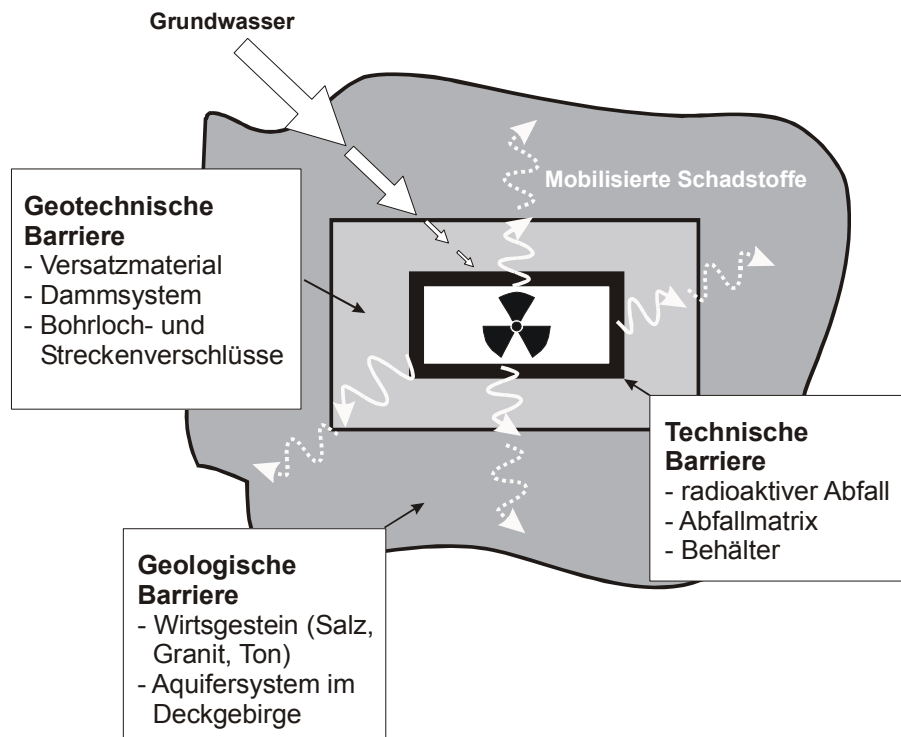 Grundwasser
Mobilisierte Schadstoffe
Geotechnische
Barriere
- Versatzmaterial
- Dammsystem
- Bohrloch- und
Streckenverschlüsse
Technische
Barriere
- radioaktiver Abfall
- Abfallmatrix
- Behälter
Geologische
Barriere
- Wirtsgestein (Salz,
Granit, Ton)
- Aquifersystem im
Deckgebirge